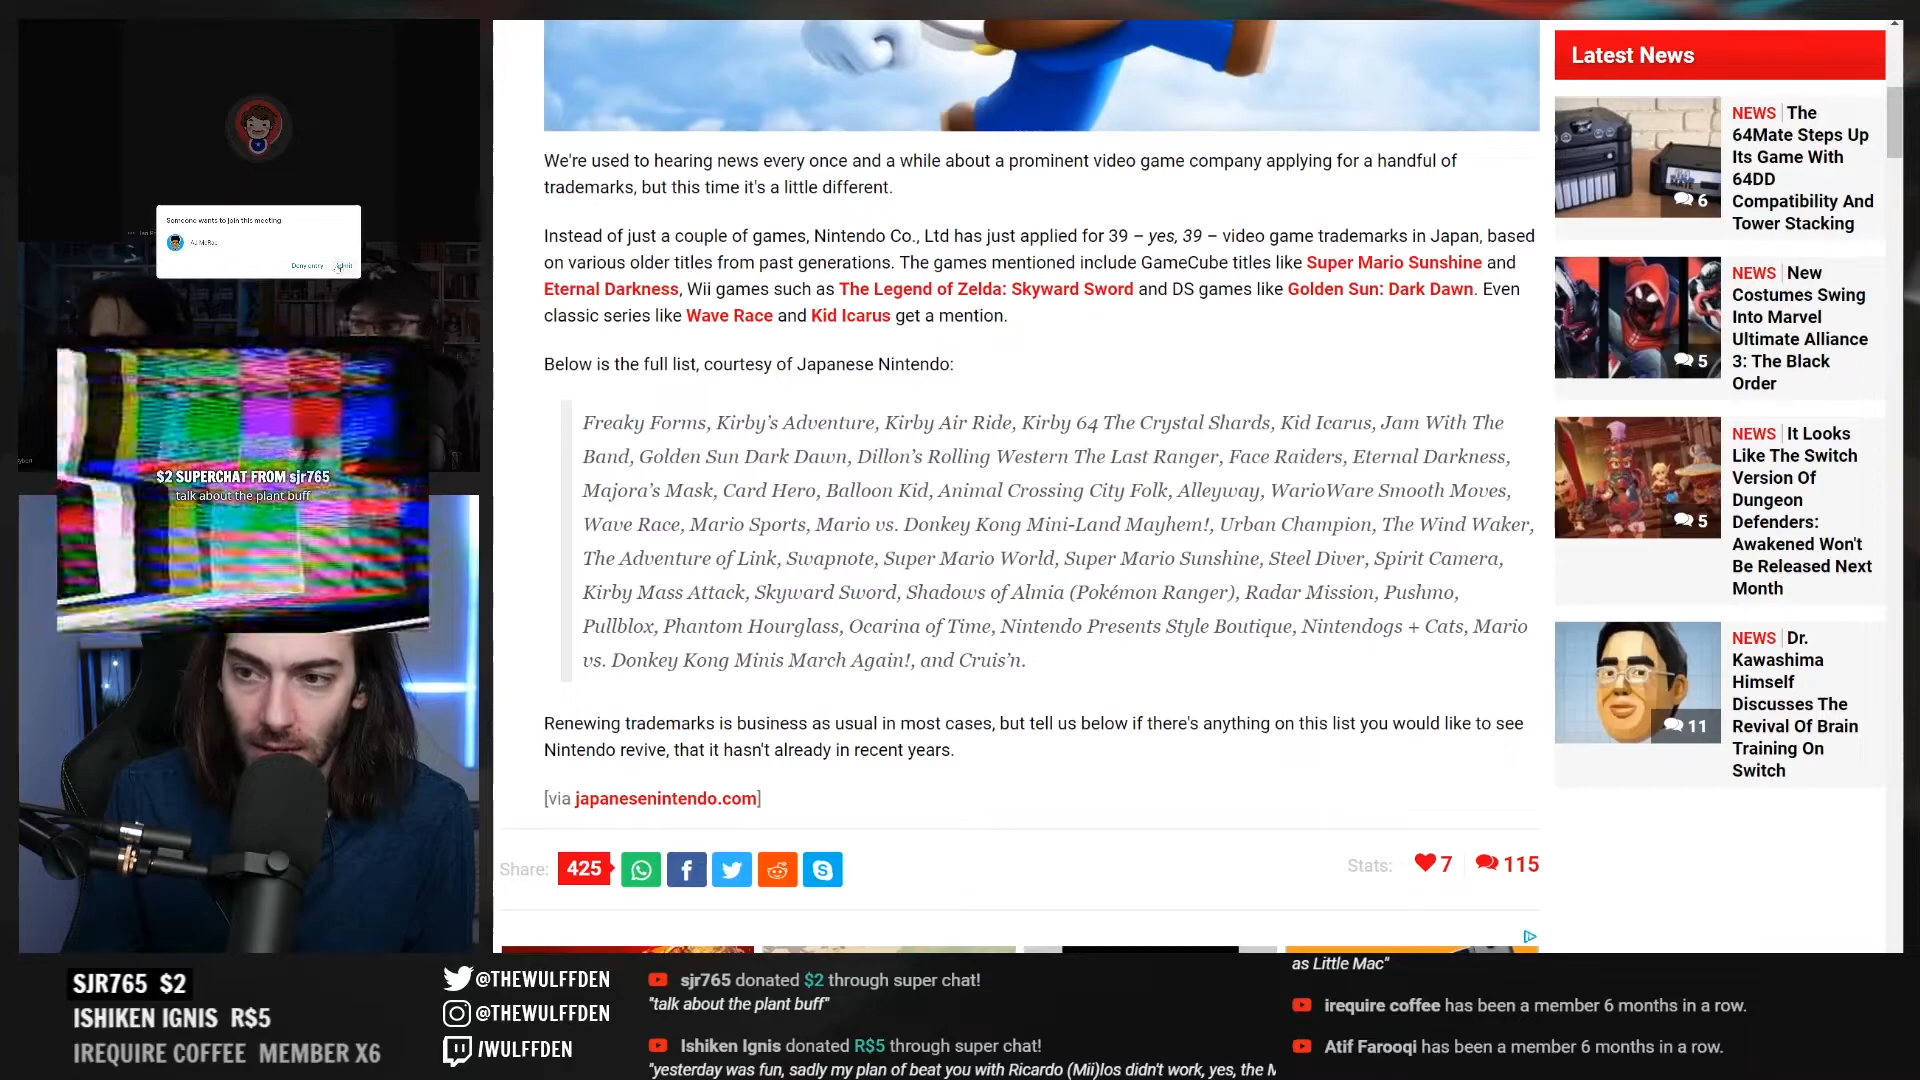 Someone wants to join this meeting
AJ McRae
Deny entry
Admit
$2 SUPERCHAT FROM sjr765
talk about the plant buff
We're used to hearing news every once and a while about a prominent video game company applying for a handful of
trademarks, but this time it's a little different.
Instead of just a couple of games, Nintendo Co., Ltd has just applied for 39 – yes, 39 – video game trademarks in Japan, based
on various older titles from past generations. The games mentioned include GameCube titles like Super Mario Sunshine and
Eternal Darkness, Wii games such as The Legend of Zelda: Skyward Sword and DS games like Golden Sun: Dark Dawn. Even
classic series like Wave Race and Kid Icarus get a mention.
Below is the full list, courtesy of Japanese Nintendo:
Freaky Forms, Kirby's Adventure, Kirby Air Ride, Kirby 64 The Crystal Shards, Kid Icarus, Jam With The
Band, Golden Sun Dark Dawn, Dillon's Rolling Western The Last Ranger, Face Raiders, Eternal Darkness,
Majora's Mask, Card Hero, Balloon Kid, Animal Crossing City Folk, Alleyway, WarioWare Smooth Moves,
Wave Race, Mario Sports, Mario vs. Donkey Kong Mini-Land Mayhem!, Urban Champion, The Wind Waker,
The Adventure of Link, Swapnote, Super Mario World, Super Mario Sunshine, Steel Diver, Spirit Camera,
Kirby Mass Attack, Skyward Sword, Shadows of Almia (Pokémon Ranger), Radar Mission, Pushmo,
Pullblox, Phantom Hourglass, Ocarina of Time, Nintendo Presents Style Boutique, Nintendogs + Cats, Mario
vs. Donkey Kong Minis March Again!, and Cruis'n.
Renewing trademarks is business as usual in most cases, but tell us below if there's anything on this list you would like to see
Nintendo revive, that it hasn't already in recent years.
[via japanesenintendo.com]
Share: 425
Stats: 7 115
Latest News
NEWS The
64Mate Steps Up
Its Game With
64DD
Compatibility And
Tower Stacking
6
NEWS New
Costumes Swing
Into Marvel
Ultimate Alliance
3: The Black
Order
5
NEWS It Looks
Like The Switch
Version Of
Dungeon
Defenders:
Awakened Won't
Be Released Next
Month
5
NEWS Dr.
Kawashima
Himself
Discusses The
Revival Of Brain
Training On
Switch
11
SJR765 $2
ISHIKEN IGNIS R$5
IREQUIRE COFFEE MEMBER X6
@THEWULFFDEN
@THEWULFFDEN
/WULFFDEN
sjr765 donated $2 through super chat!
"talk about the plant buff"
Ishiken Ignis donated R$5 through super chat!
"yesterday was fun, sadly my plan of beat you with Ricardo (Mii)los didn't work, yes, the M
as Little Mac"
irequire coffee has been a member 6 months in a row.
Atif Farooqi has been a member 6 months in a row.